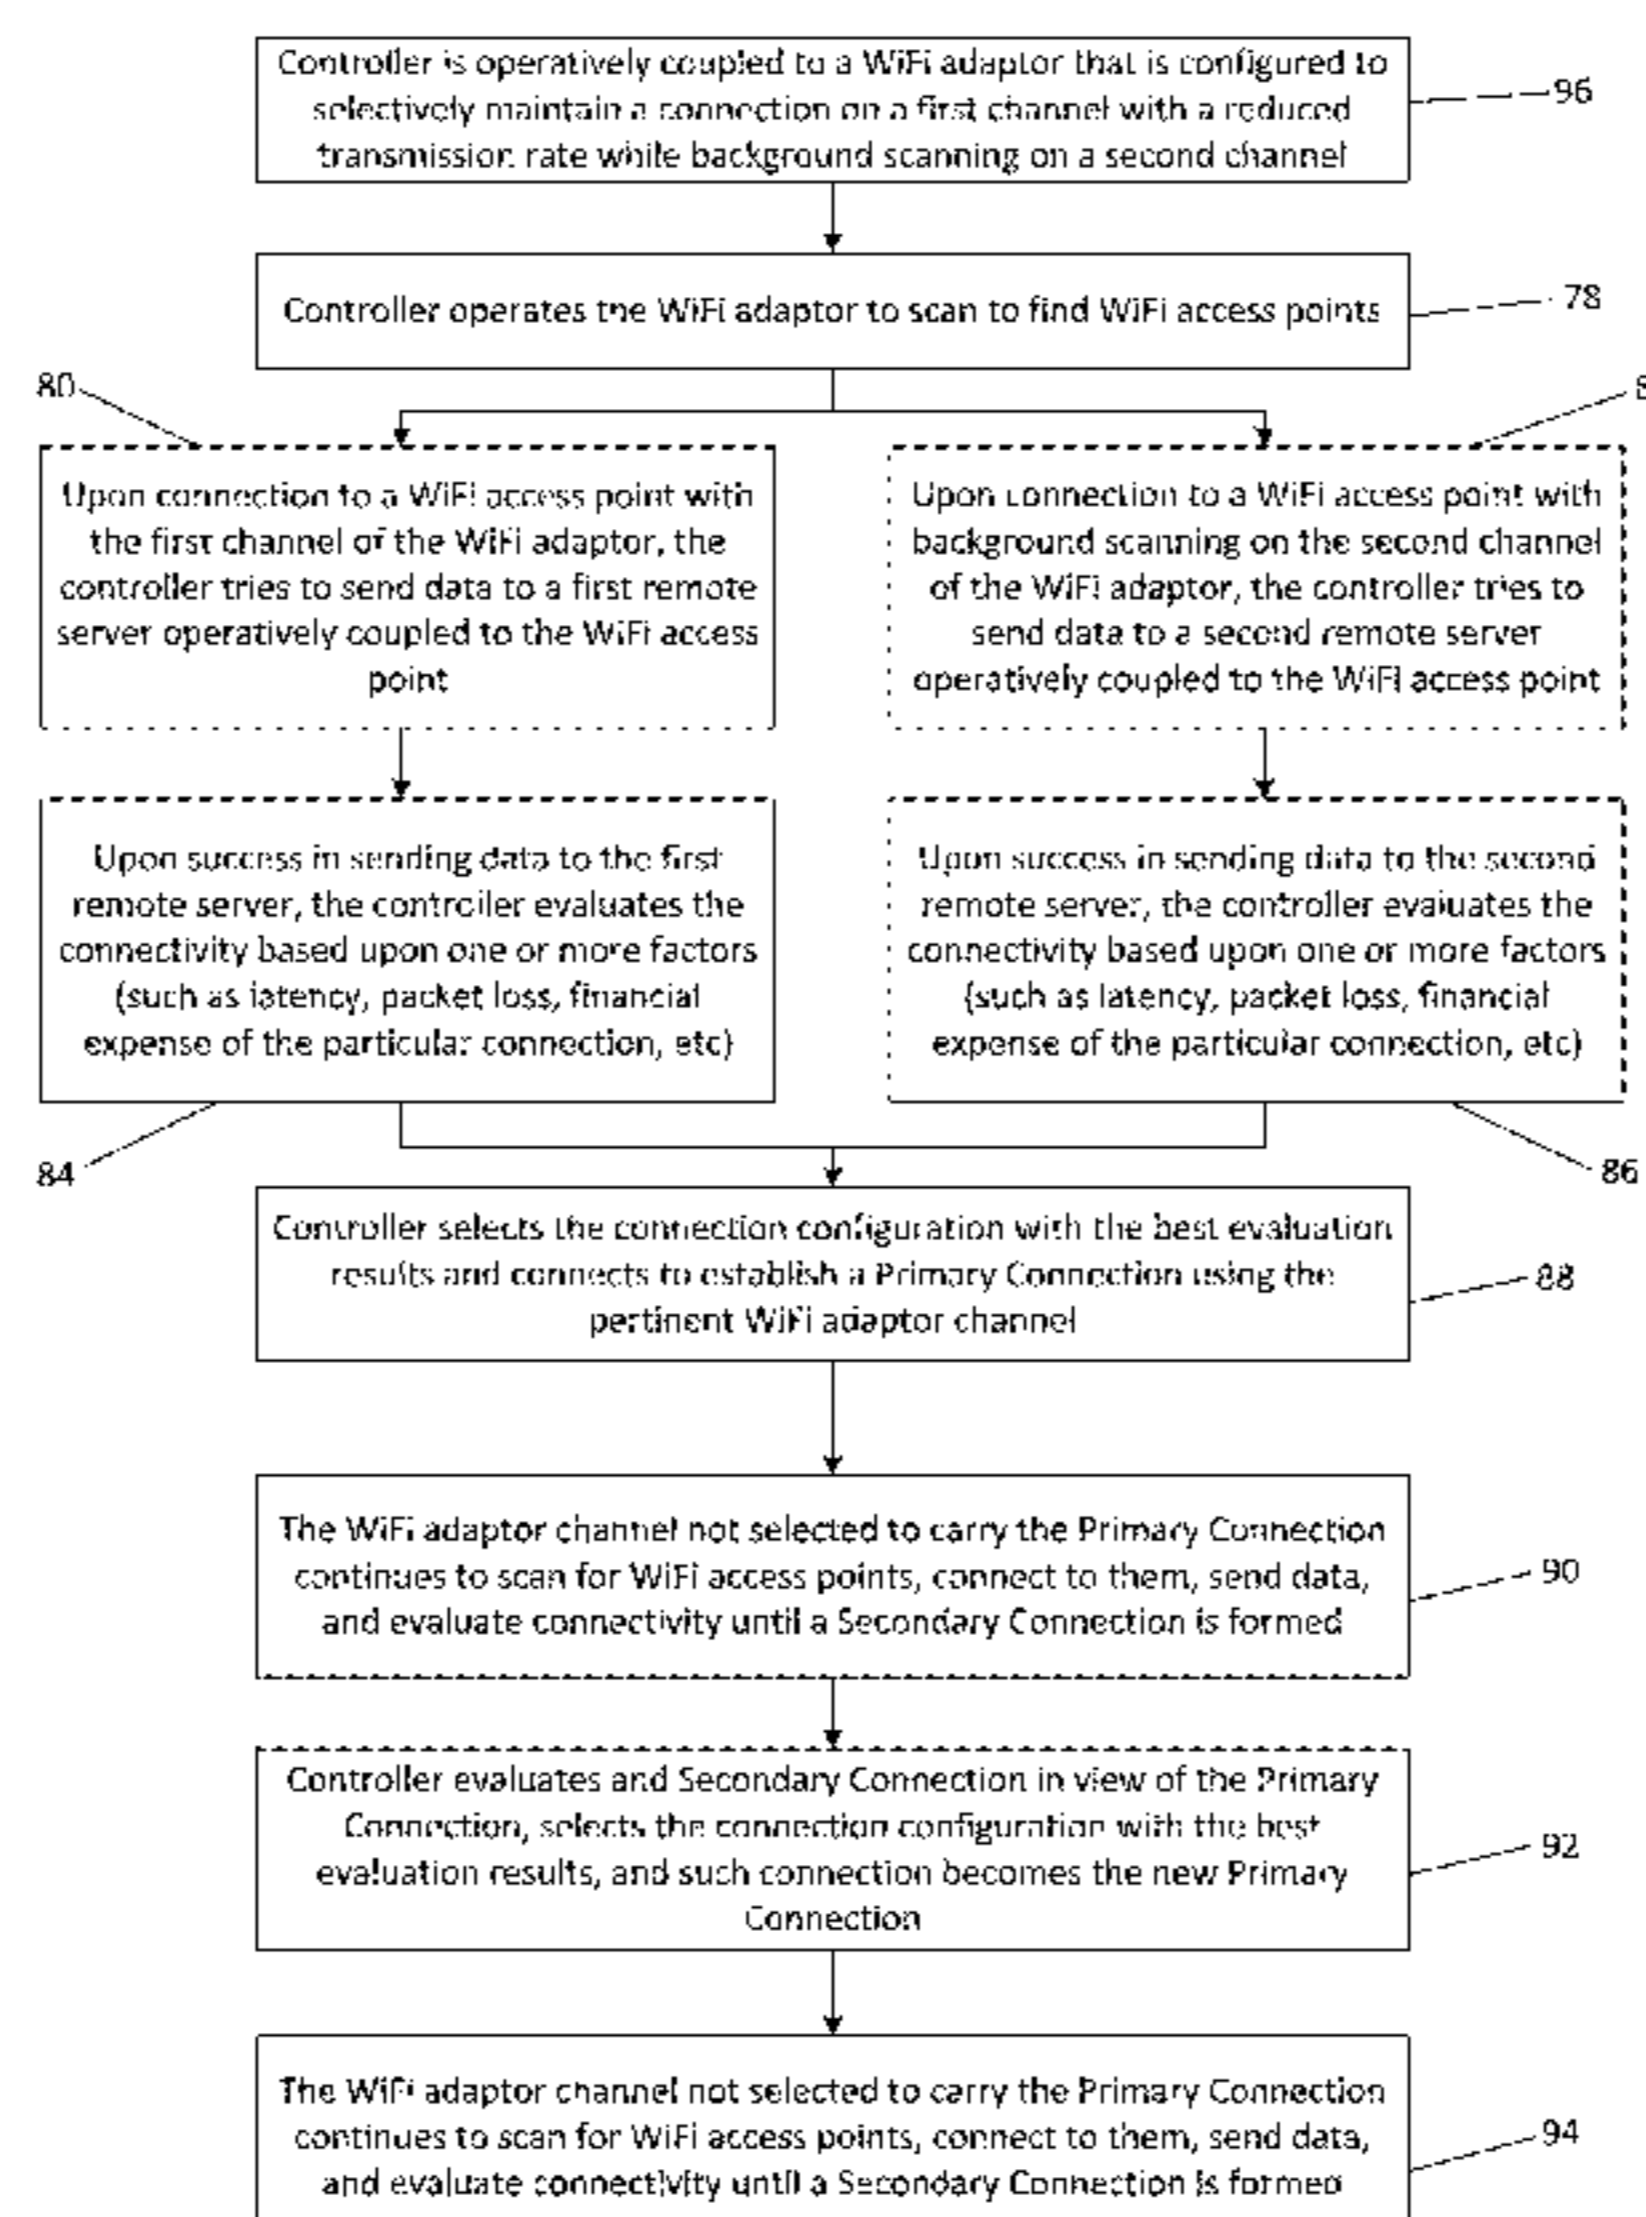 Controller is operatively coupled to a WiFi adaptor that is configured to
selectively maintain a connection on a first channel with a reduced
transmission rate while background scanning on a second channel
96
Controller operates the WiFi adaptor to scan to find WiFi access points
78
80
Upon connection to a WiFi access point with
the first channel of the WiFi adaptor, the
controller tries to send data to a first remote
server operatively coupled to the WiFi access
point
Upon connection to a WiFi access point with
background scanning on the second channel
of the WiFi adaptor, the controller tries to
send data to a second remote server
operatively coupled to the WiFi access point
Upon success in sending data to the first
remote server, the controller evaluates the
connectivity based upon one or more factors
(such as latency, packet loss, financial
expense of the particular connection, etc)
84
Upon success in sending data to the second
remote server, the controller evaluates the
connectivity based upon one or more factors
(such as latency, packet loss, financial
expense of the particular connection, etc)
86
Controller selects the connection configuration with the best evaluation
results and connects to establish a Primary Connection using the
pertinent WiFi adaptor channel
88
The WiFi adaptor channel not selected to carry the Primary Connection
continues to scan for WiFi access points, connect to them, send data,
and evaluate connectivity until a Secondary Connection is formed
90
Controller evaluates and Secondary Connection in view of the Primary
Connection, selects the connection configuration with the best
evaluation results, and such connection becomes the new Primary
Connection
92
The WiFi adaptor channel not selected to carry the Primary Connection
continues to scan for WiFi access points, connect to them, send data,
and evaluate connectivity until a Secondary Connection is formed
94